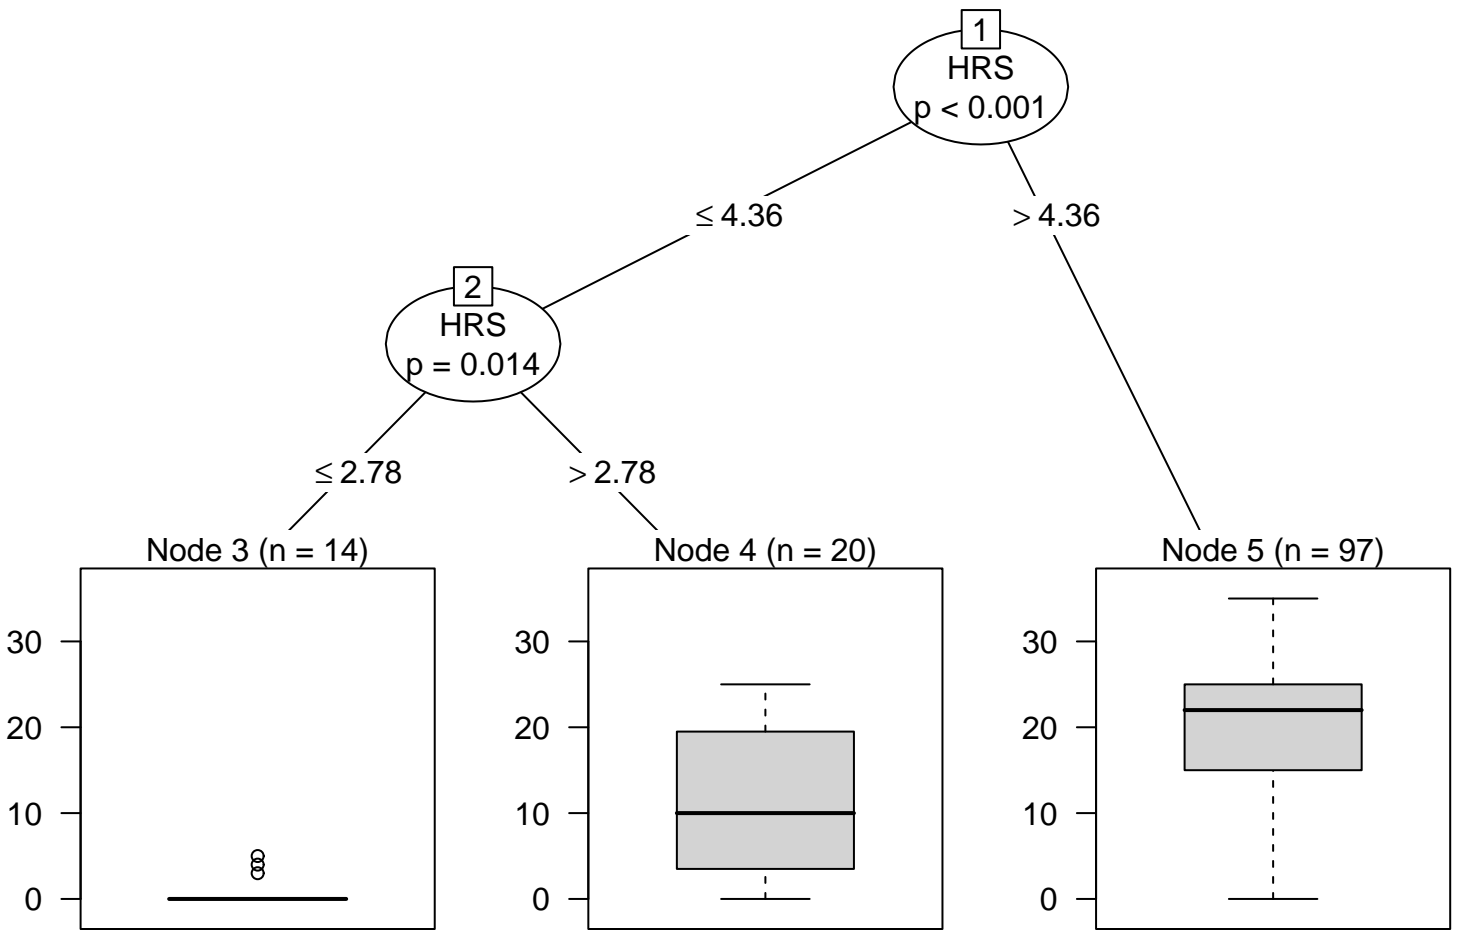 1
HRS
p < 0.001
≤ 4.36
> 4.36
2
HRS
p = 0.014
≤ 2.78
> 2.78
Node 3 (n = 14)
30
20
10
0
Node 4 (n = 20)
30
20
10
0
Node 5 (n = 97)
30
20
10
0